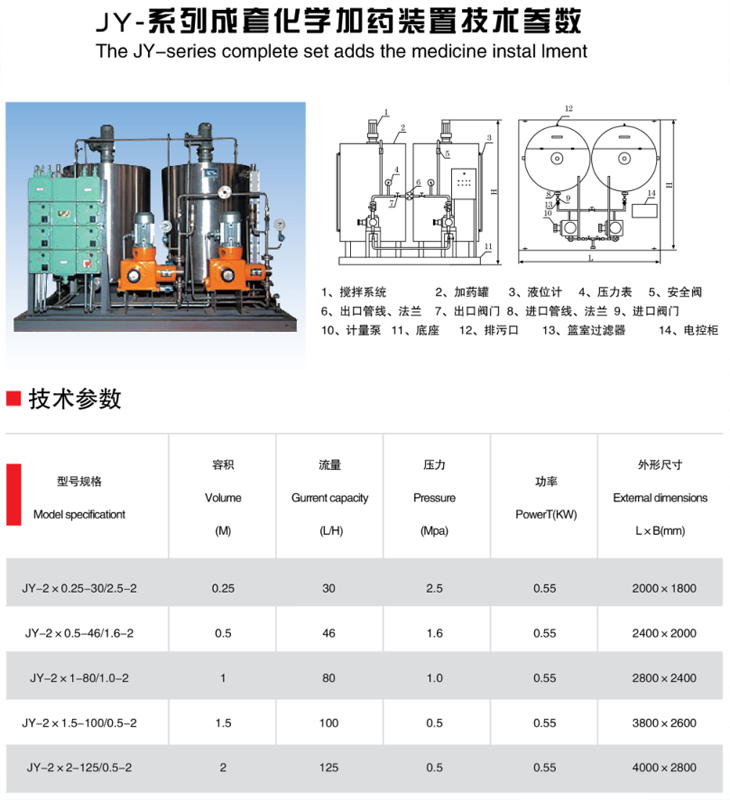 JY-系列成套化学加药装置技术参数
The JY-series complete set adds the medicine instal lment
1
2
3
4
5
6
7
H
11
12
8
9
13
10
14
H
L
1、搅拌系统 2、加药罐 3、液位计 4、压力表 5、安全阀
6、出口管线、法兰 7、出口阀门 8、进口管线、法兰 9、进口阀门
10、计量泵 11、底座 12、排污口 13、篮室过滤器 14、电控柜
技术参数
型号规格 容积 流量 压力 功率 外形尺寸
Model specificationt Volume Gurrent capacity Pressure PowerT(KW) External dimensions
(M) (L/H) (Mpa) L×B(mm)
JY-2×0.25-30/2.5-2 0.25 30 2.5 0.55 2000×1800
JY-2×0.5-46/1.6-2 0.5 46 1.6 0.55 2400×2000
JY-2×1-80/1.0-2 1 80 1.0 0.55 2800×2400
JY-2×1.5-100/0.5-2 1.5 100 0.5 0.55 3800×2600
JY-2×2-125/0.5-2 2 125 0.5 0.55 4000×2800